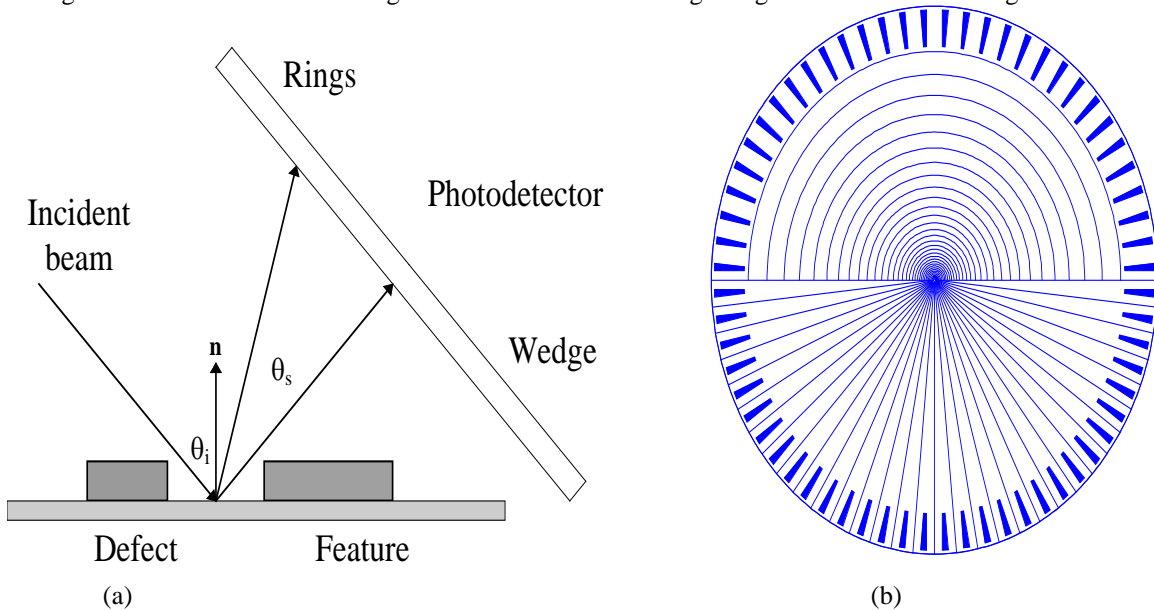 Rings
Photodetector
Incident
beam
n
Wedge
θs
θi
Defect
Feature
(a)
(b)